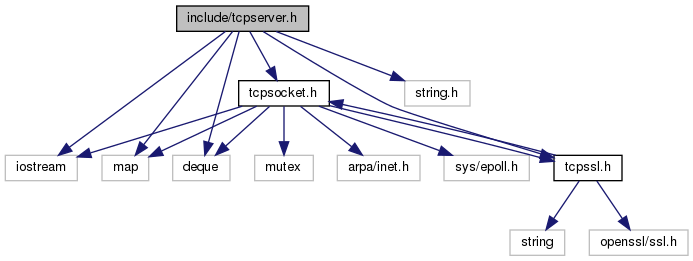 include/tcpserver.h
tcpsocket.h
string.h
iostream
map
deque
mutex
arpa/inet.h
sys/epoll.h
tcpssl.h
string
openssl/ssl.h